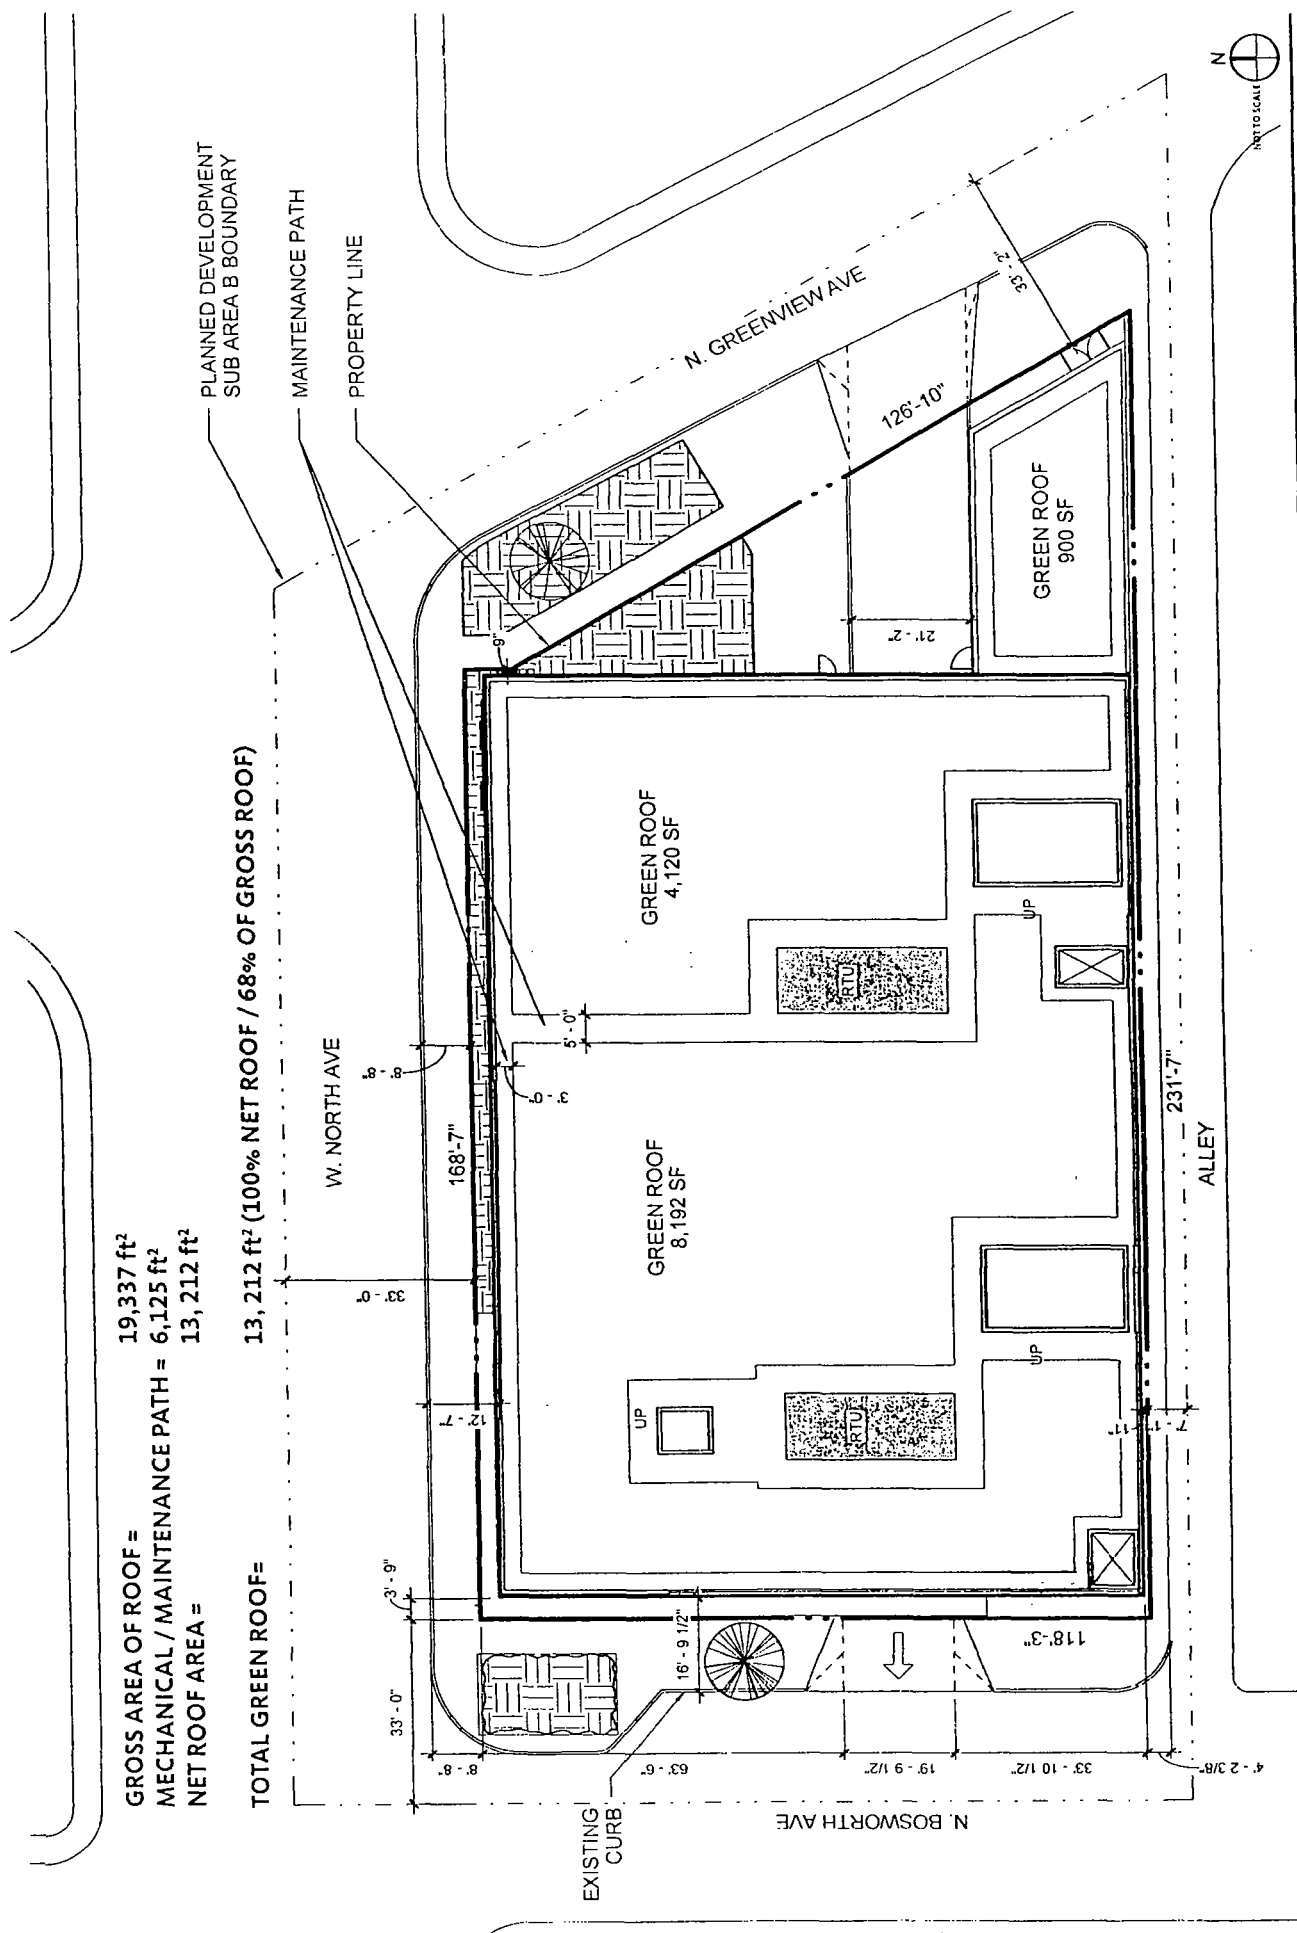 GROSS AREA OF ROOF = 19,337 ft²
MECHANICAL / MAINTENANCE PATH = 6,125 ft²
NET ROOF AREA = 13, 212 ft²
TOTAL GREEN ROOF= 13, 212 ft² (100% NET ROOF / 68% OF GROSS ROOF)
PLANNED DEVELOPMENT
SUB AREA B BOUNDARY
MAINTENANCE PATH
PROPERTY LINE
W. NORTH AVE
33' - 0"
8' - 8"
168'-7"
12' - 7"
3' - 0"
3' - 9"
33' - 0"
9"
N. GREENVIEW AVE
33' - 2"
126'-10"
21' - 2"
GREEN ROOF
8,192 SF
5' - 0"
GREEN ROOF
4,120 SF
GREEN ROOF
900 SF
UP
RTU
UP
RTU
UP
16' - 9 1/2"
118'-3"
EXISTING
CURB
8' - 8"
63' - 6"
19' - 9 1/2"
33' - 10 1/2"
4' - 2 3/8"
N. BOSWORTH AVE
231'-7"
ALLEY
N
NOT TO SCALE